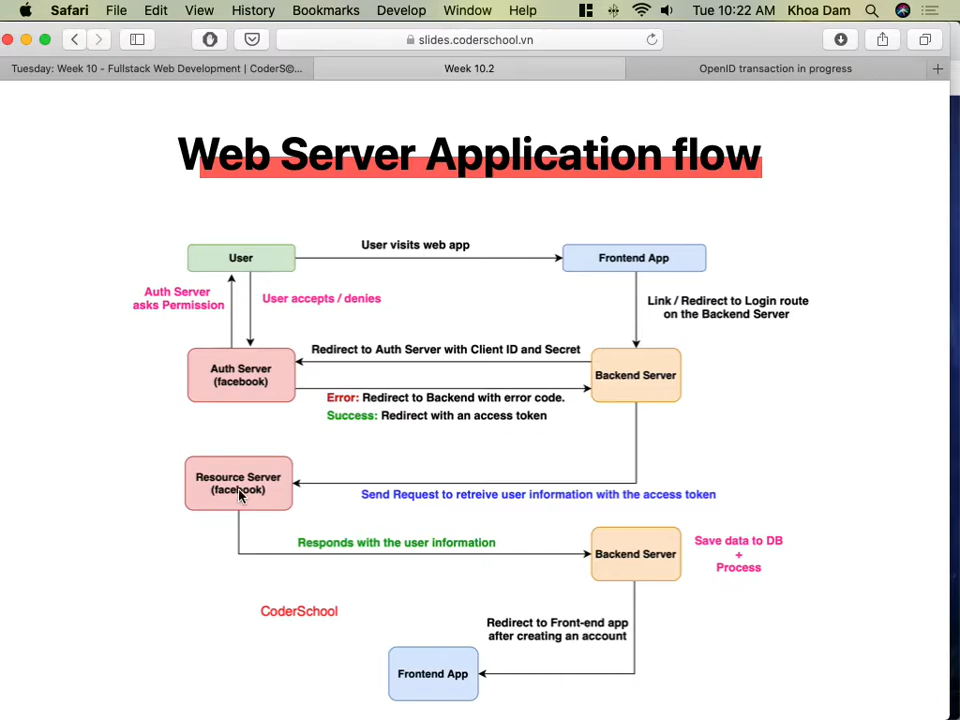 Safari File Edit View History Bookmarks Develop Window Help Tue 10:22 AM Khoa Dam
slides.coderschool.vn
Tuesday: Week 10 - Fullstack Web Development | CoderS©... Week 10.2 OpenID transaction in progress
Web Server Application flow
User visits web app
User Frontend App
Auth Server
asks Permission
User accepts / denies
Link / Redirect to Login route
on the Backend Server
Redirect to Auth Server with Client ID and Secret
Auth Server
(facebook)
Backend Server
Error: Redirect to Backend with error code.
Success: Redirect with an access token
Resource Server
(facebook)
Send Request to retreive user information with the access token
Responds with the user information
Backend Server
Save data to DB
+
Process
CoderSchool
Redirect to Front-end app
after creating an account
Frontend App